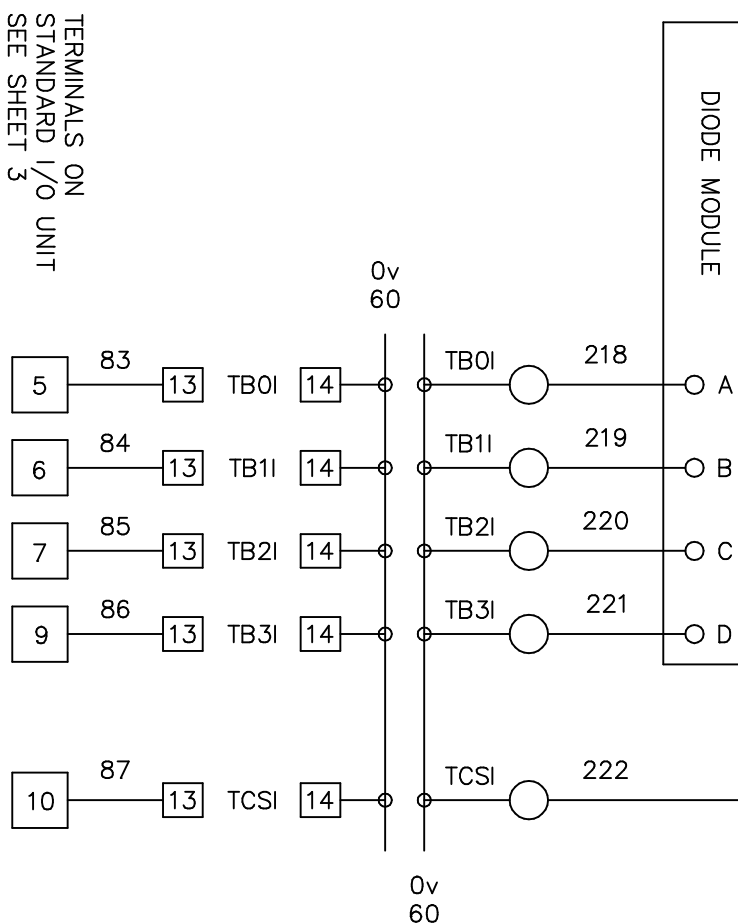 TERMINALS ON
STANDARD I/O UNIT
SEE SHEET 3
DIODE MODULE
0v
60
5 83 13 TB0I 14 TB0I 218 A
6 84 13 TB1I 14 TB1I 219 B
7 85 13 TB2I 14 TB2I 220 C
9 86 13 TB3I 14 TB3I 221 D
10 87 13 TCSI 14 TCSI 222
0v
60